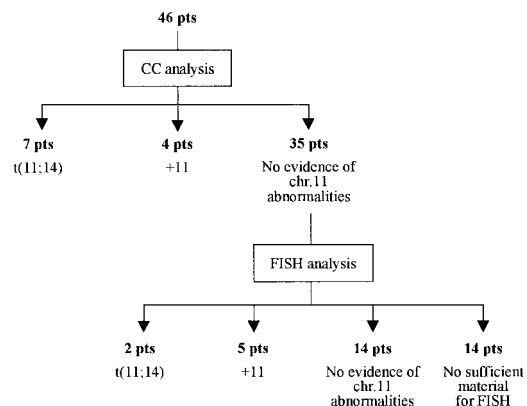 46 pts
CC analysis
7 pts
t(11;14)
4 pts
+11
35 pts
No evidence of
chr.11
abnormalities
FISH analysis
2 pts
t(11;14)
5 pts
+11
14 pts
No evidence of
chr.11
abnormalities
14 pts
No sufficient
material
for FISH